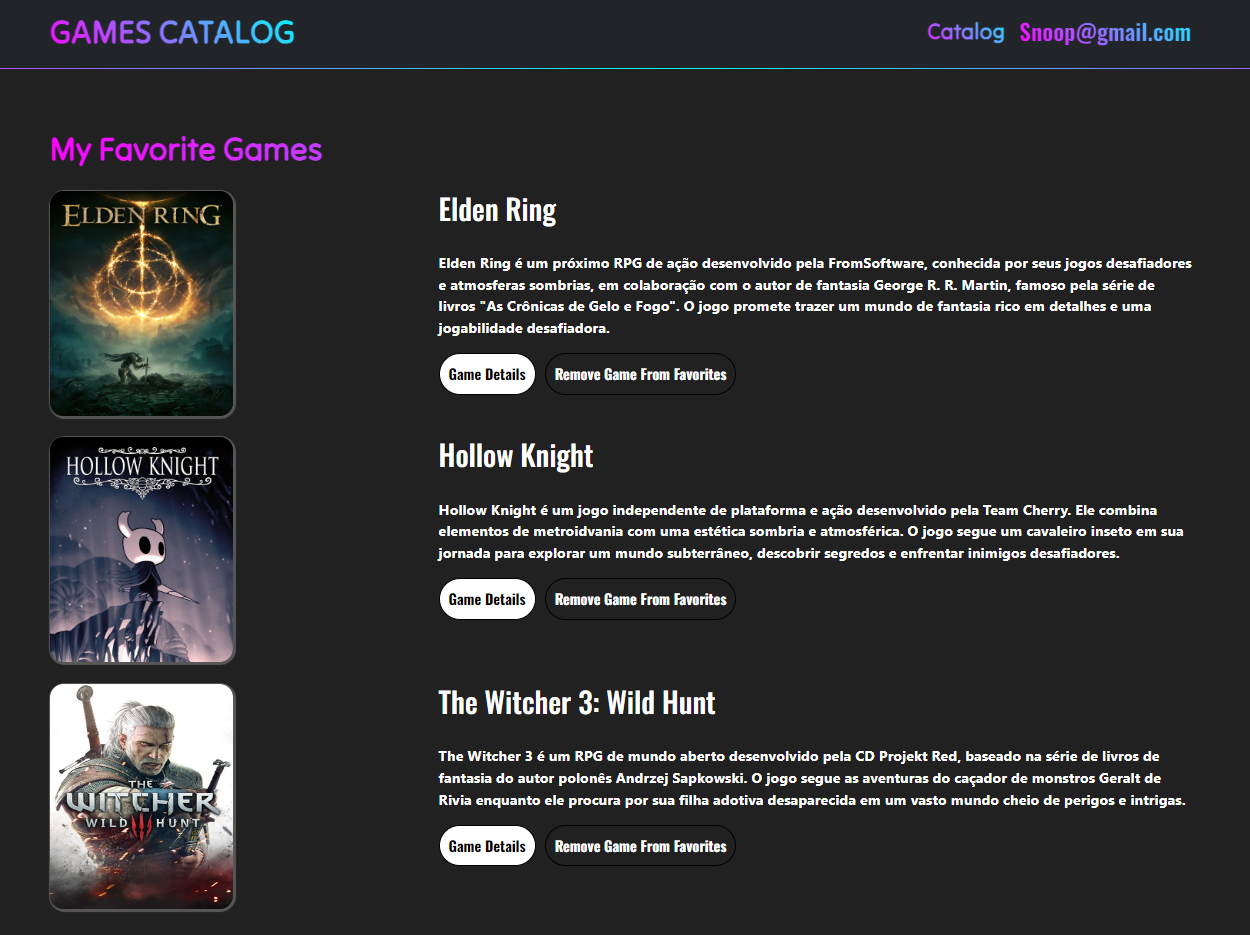 GAMES CATALOG
Catalog Snoop@gmail.com
My Favorite Games
ELDEN RING
Elden Ring
Elden Ring é um próximo RPG de ação desenvolvido pela FromSoftware, conhecida por seus jogos desafiadores
e atmosferas sombrias, em colaboração com o autor de fantasia George R. R. Martin, famoso pela série de
livros "As Crônicas de Gelo e Fogo". O jogo promete trazer um mundo de fantasia rico em detalhes e uma
jogabilidade desafiadora.
Game Details
Remove Game From Favorites
HOLLOW KNIGHT
Hollow Knight
Hollow Knight é um jogo independente de plataforma e ação desenvolvido pela Team Cherry. Ele combina
elementos de metroidvania com uma estética sombria e atmosférica. O jogo segue um cavaleiro inseto em sua
jornada para explorar um mundo subterrâneo, descobrir segredos e enfrentar inimigos desafiadores.
Game Details
Remove Game From Favorites
THE
WITCHER
WILD III HUNT
The Witcher 3: Wild Hunt
The Witcher 3 é um RPG de mundo aberto desenvolvido pela CD Projekt Red, baseado na série de livros de
fantasia do autor polonês Andrzej Sapkowski. O jogo segue as aventuras do caçador de monstros Geralt de
Rivia enquanto ele procura por sua filha adotiva desaparecida em um vasto mundo cheio de perigos e intrigas.
Game Details
Remove Game From Favorites